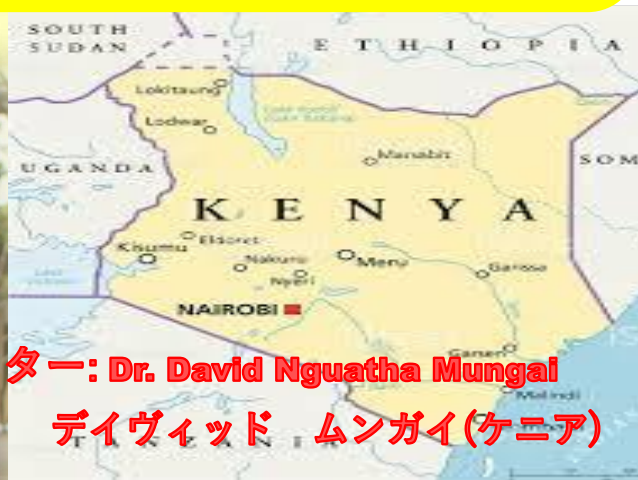 SOUTH
SUDAN
ETHIOPIA
Lokitaung
Lodwar
Marsabit
UGANDA
SOM
KENYA
Eldoret
Kisumu
Nakuru
Meru
Garissa
Nyeri
NAIROBI
ター: Dr. David Nguatha Mungai
Garsen
Malindi
デイヴィッド　ムンガイ(ケニア)
TANZANIA